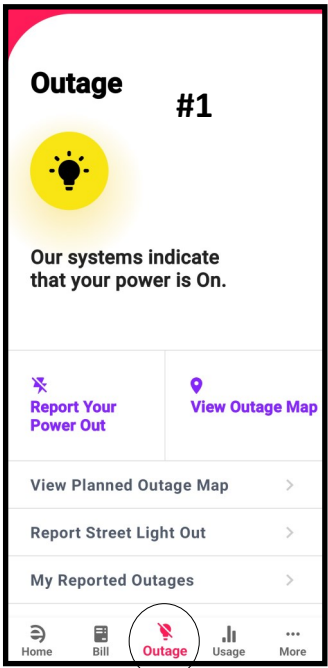 Outage
#1
Our systems indicate
that your power is On.
Report Your
Power Out
View Outage Map
View Planned Outage Map
Report Street Light Out
My Reported Outages
Home Bill Outage Usage More